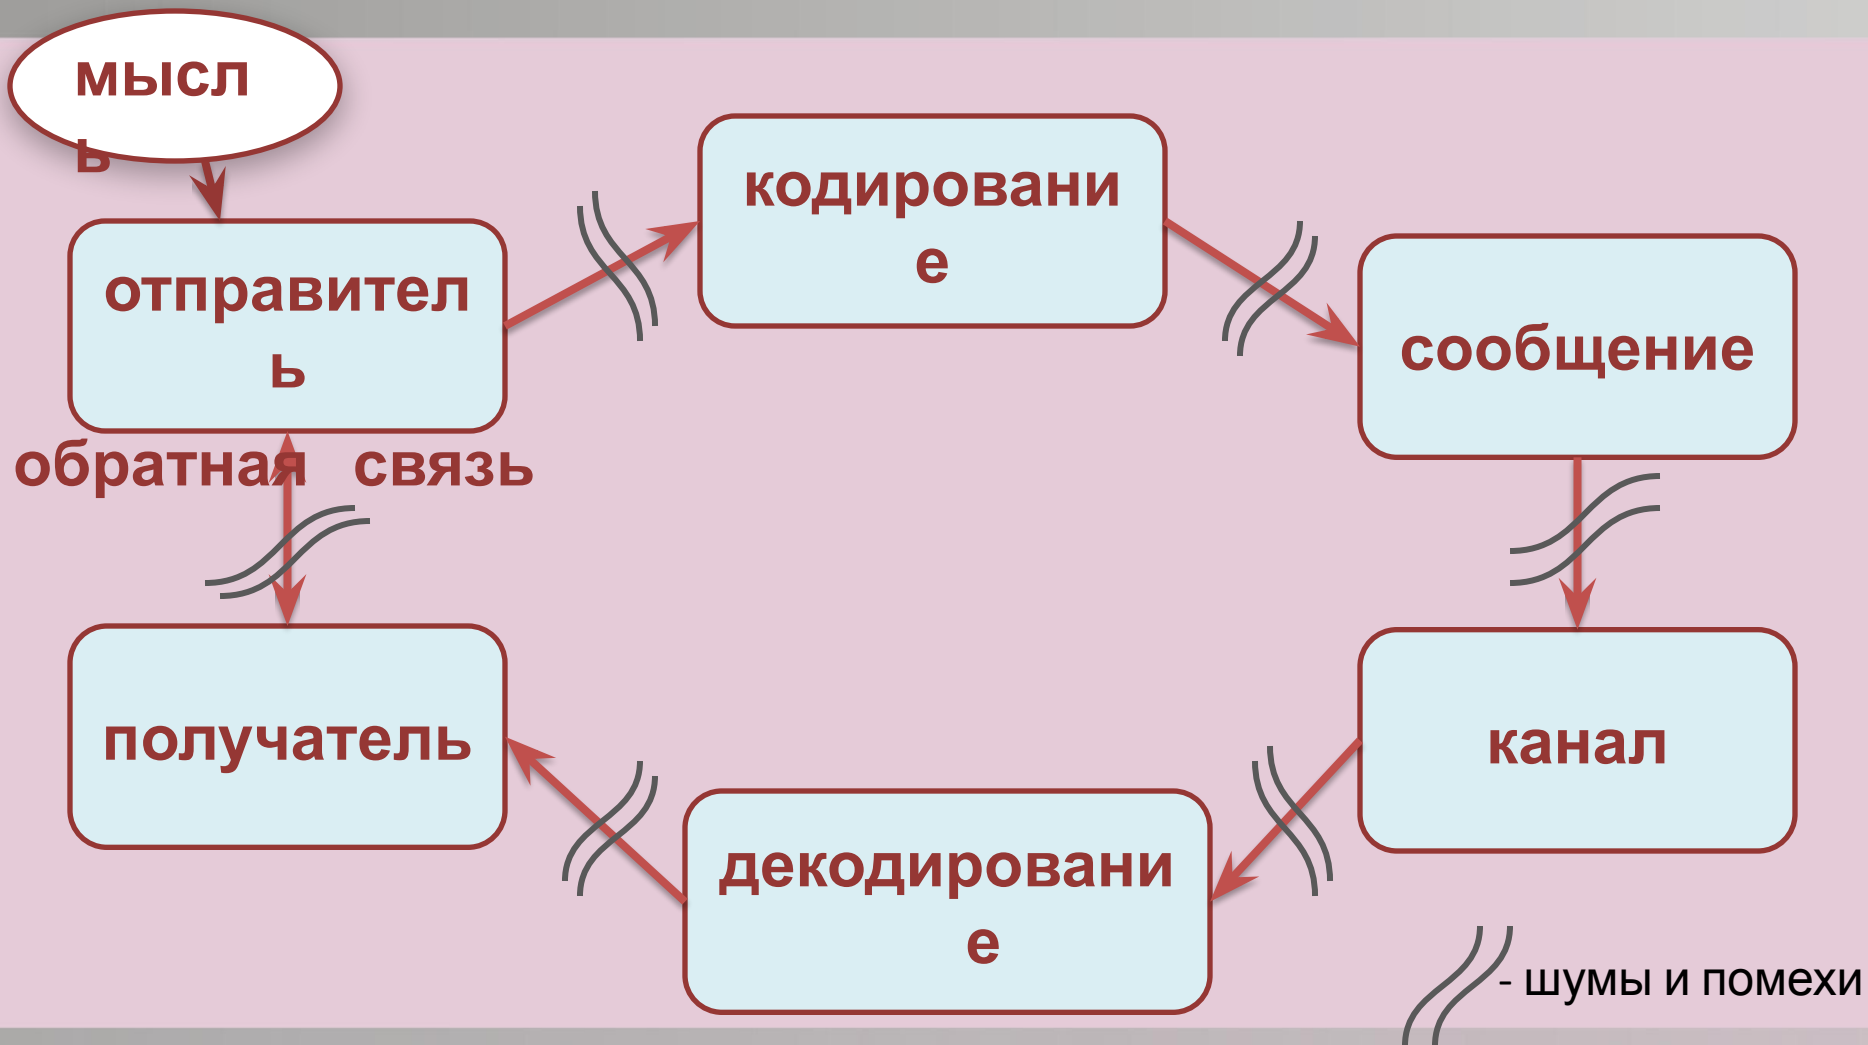 мысл
ь
отправител
ь
кодировани
е
сообщение
обратная связь
получатель
канал
декодировани
е
- шумы и помехи